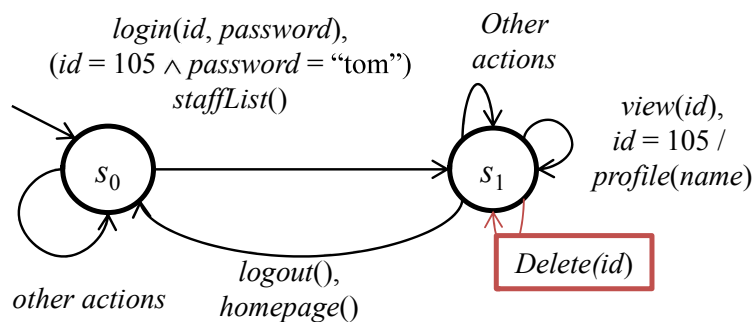 login(id, password),
(id = 105 ∧ password = “tom”)
staffList()
Other
actions
view(id),
id = 105 /
profile(name)
s0
s1
Delete(id)
logout(),
homepage()
other actions